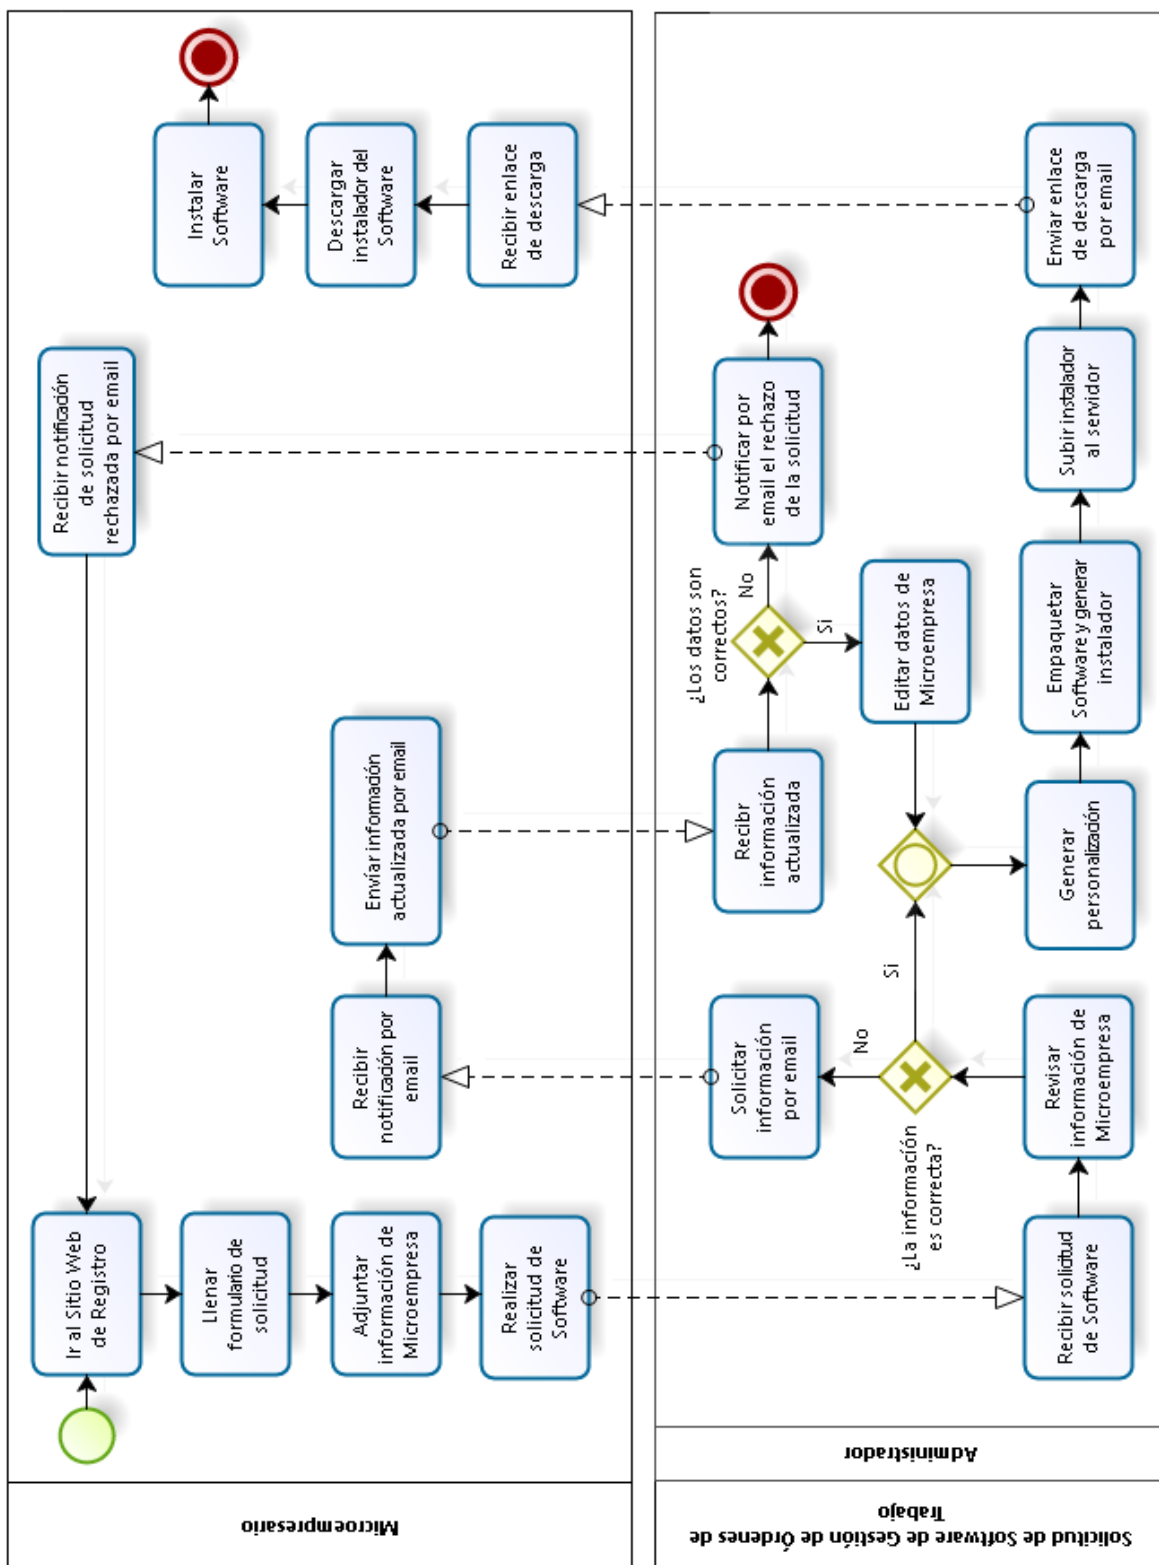 Microempresario
Ir al Sitio Web
de Registro
Llenar
formulario de
solicitud
Adjuntar
información de
Microempresa
Realizar
solicitud de
Software
Recibir
notificación por
email
Envíar información
actualizada por email
Recibir notificación
de solicitud
rechazada por email
Recibir enlace
de descarga
Descargar
instalador del
Software
Instalar
Software
Solicitud de Gestión de Software de Órdenes de
Trabajo
Administrador
Recibir solicitud
de Software
Revisar
información de
Microempresa
¿La información
es correcta?
No
Si
Solicitar
información
por email
Recibr
información
actualizada
¿Los datos son
correctos?
No
Si
Notificar por
email el rechazo
de la solicitud
Editar datos de
Microempresa
Generar
personalización
Empaquetar
Software y generar
instalador
Subir instalador
al servidor
Enviar enlace
de descarga
por email